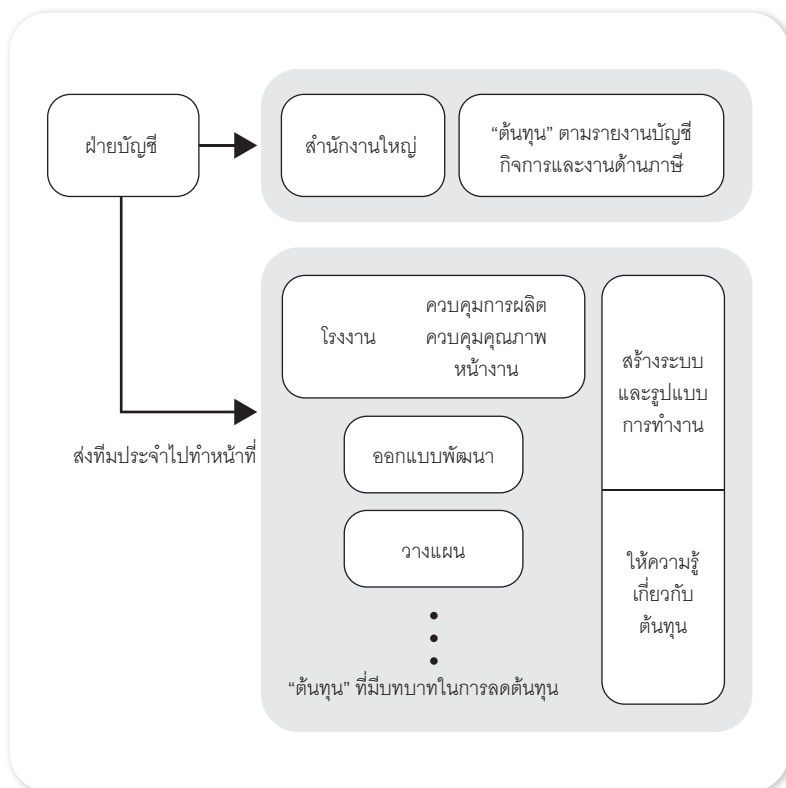 ฝ่ายบัญชี
สำนักงานใหญ่
“ต้นทุน” ตามรายงานบัญชี
กิจการและงานด้านภาษี
โรงงาน
ควบคุมการผลิต
ควบคุมคุณภาพ
หน้างาน
สร้างระบบ
และรูปแบบ
การทำงาน
ส่งทีมประจำไปทำหน้าที่
ออกแบบพัฒนา
วางแผน
ให้ความรู้
เกี่ยวกับ
ต้นทุน
“ต้นทุน” ที่มีบทบาทในการลดต้นทุน